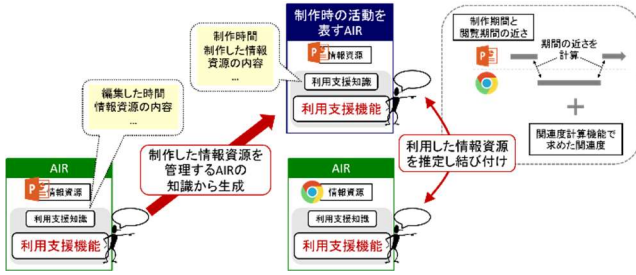 制作時の活動を
表すAIR
情報資源
利用支援知識
利用支援機能
制作時間
制作した情報
資源の内容
...
編集した時間
情報資源の内容
...
制作期間と
閲覧期間の近さ
期間の近さを
計算
関連度計算機能で
求めた関連度
制作した情報資源を
管理するAIRの
知識から生成
利用した情報資源
を推定し結び付け
AIR
情報資源
利用支援知識
利用支援機能
AIR
情報資源
利用支援知識
利用支援機能